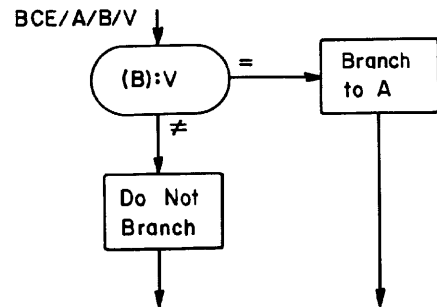 BCE/A/B/V
(B):V
=
Branch
to A
≠
Do Not
Branch